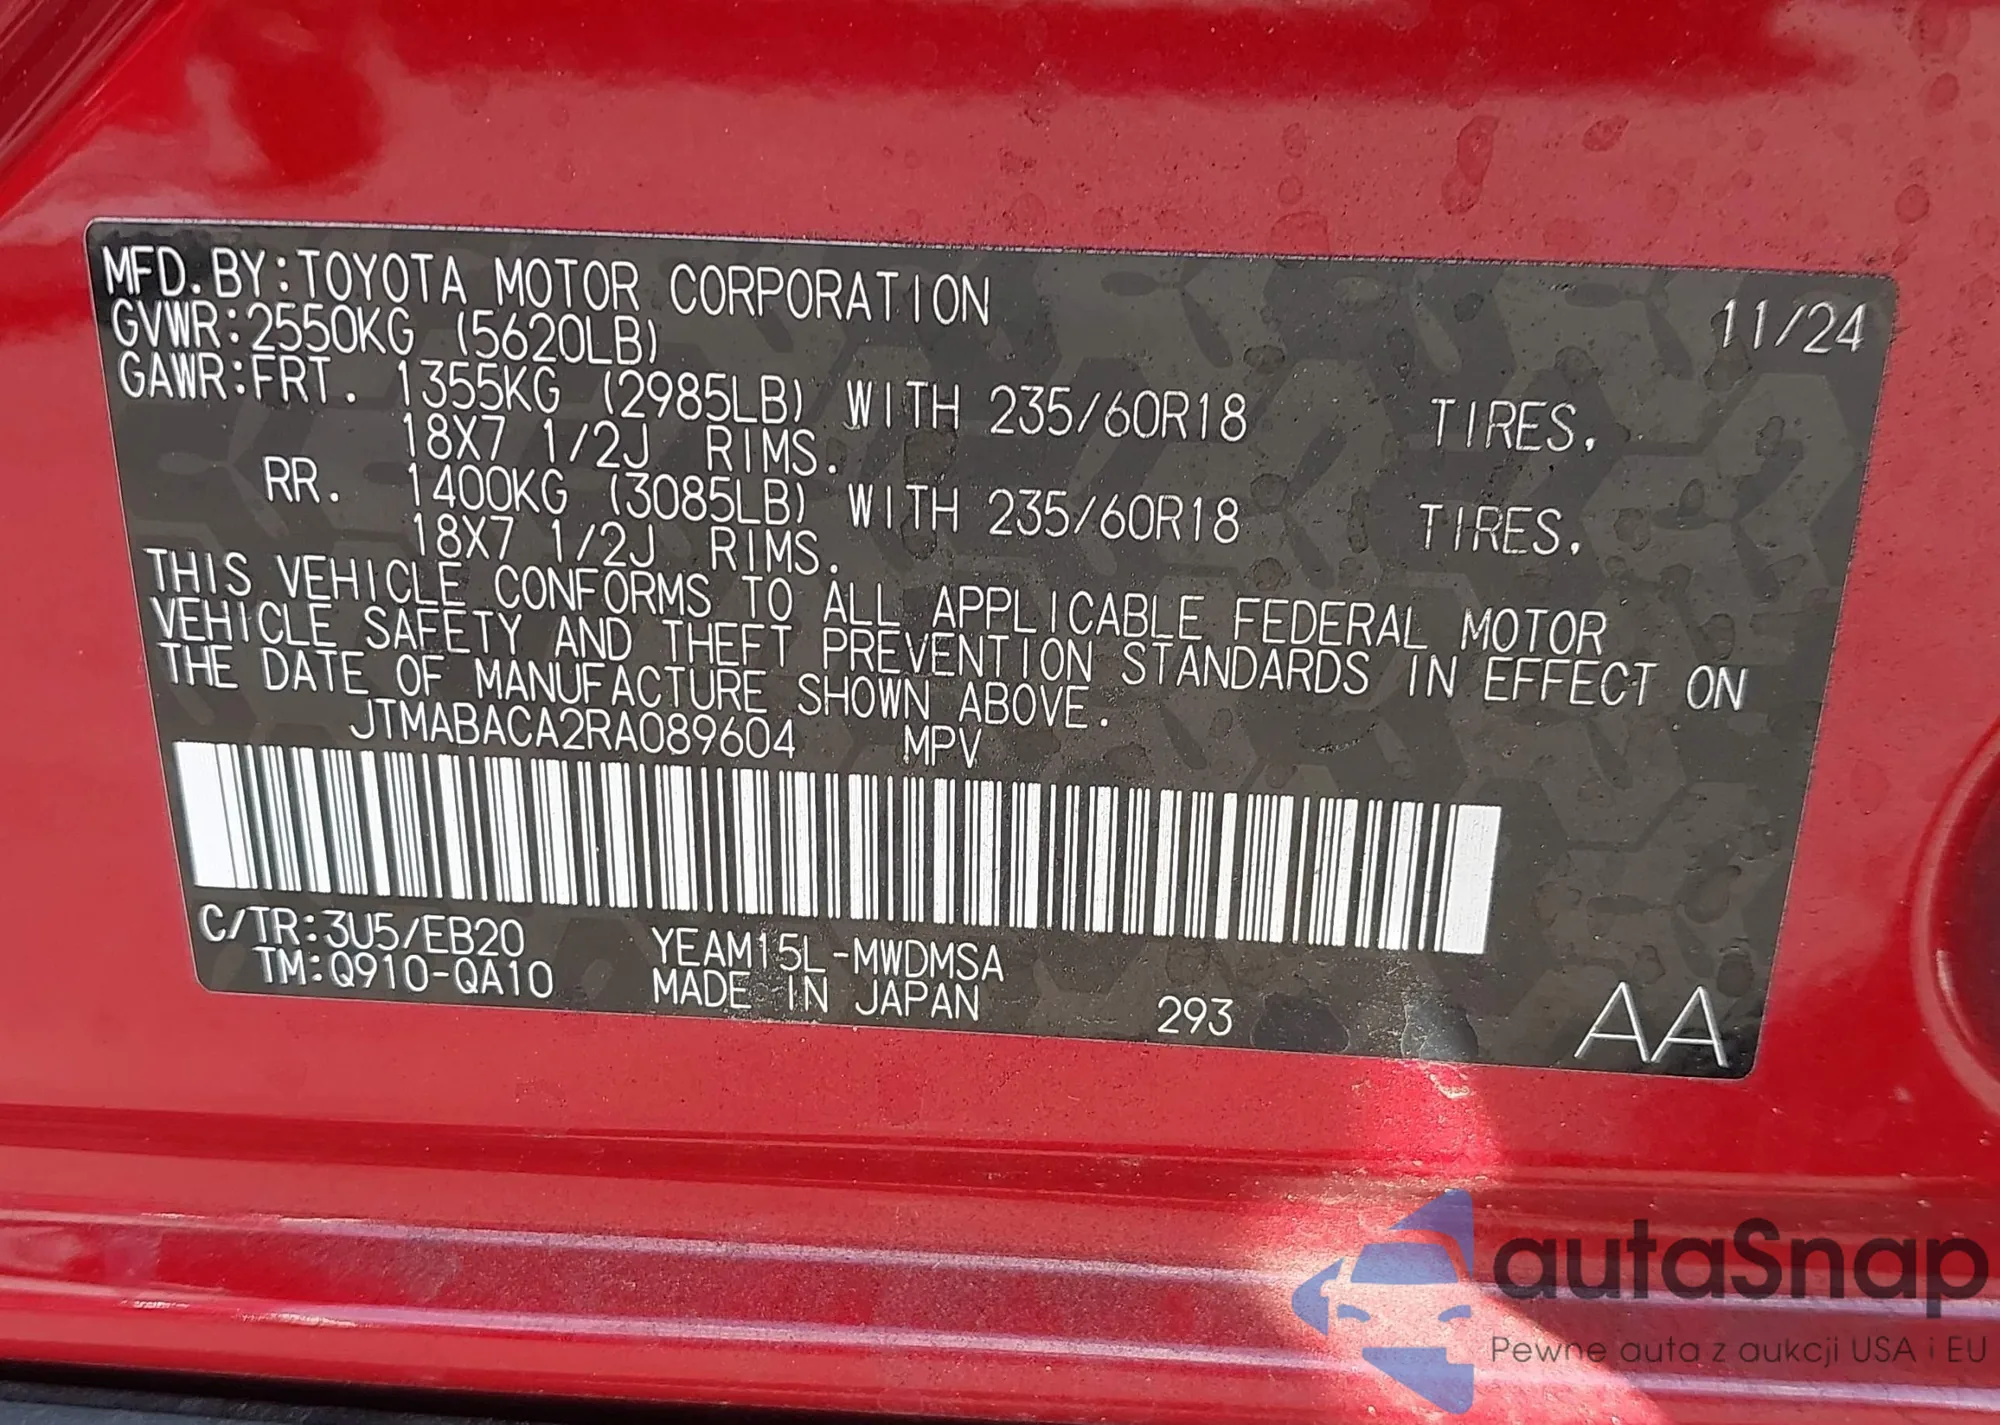 MFD. BY:TOYOTA MOTOR CORPORATION 11/24
GVWR:2550KG (5620LB)
GAWR:FRT. 1355KG (2985LB) WITH 235/60R18 TIRES,
18X7 1/2J RIMS.
RR. 1400KG (3085LB) WITH 235/60R18 TIRES,
18X7 1/2J RIMS.
THIS VEHICLE CONFORMS TO ALL APPLICABLE FEDERAL MOTOR
VEHICLE SAFETY AND THEFT PREVENTION STANDARDS IN EFFECT ON
THE DATE OF MANUFACTURE SHOWN ABOVE.
JTMABACA2RA089604 MPV
C/TR:3U5/EB20 YEAM15L-MWDMSA
TM:Q910-QA10 MADE IN JAPAN 293 AA
autaSnap
Pewne auta z aukcji USA i EU